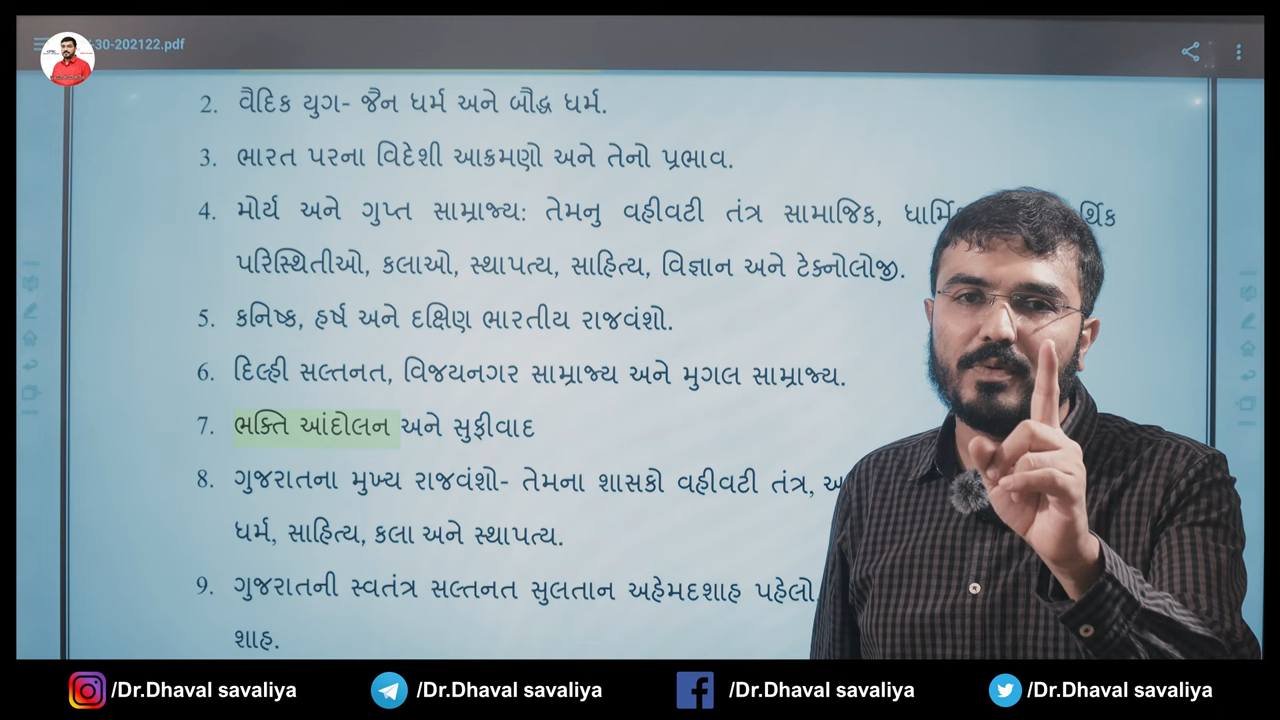 30-202122.pdf
2. વૈદિક યુગ- જૈન ધર્મ અને બૌદ્ધ ધર્મ.
3. ભારત પરના વિદેશી આક્રમણો અને તેનો પ્રભાવ.
4. મોર્ય અને ગુપ્ત સામ્રાજ્ય: તેમનુ વહીવટી તંત્ર સામાજિક,
પરિસ્થિતીઓ, કલાઓ, સ્થાપત્ય, સાહિત્ય, વિજ્ઞાન અને ટેક્નોલોજી.
5. કનિષ્ક, હર્ષ અને દક્ષિણ ભારતીય રાજવંશો.
6. દિલ્હી સલ્તનત, વિજયનગર સામ્રાજ્ય અને મુગલ સામ્રાજ્ય.
7. ભક્તિ આંદોલન અને સુફીવાદ
8. ગુજરાતના મુખ્ય રાજવંશો- તેમના શાસકો વહીવટી તંત્ર,
ધર્મ, સાહિત્ય, કલા અને સ્થાપત્ય.
9. ગુજરાતની સ્વતંત્ર સલ્તનત સુલતાન અહેમદશાહ પહેલો
શાહ.
/Dr.Dhaval savaliya /Dr.Dhaval savaliya /Dr.Dhaval savaliya /Dr.Dhaval savaliya